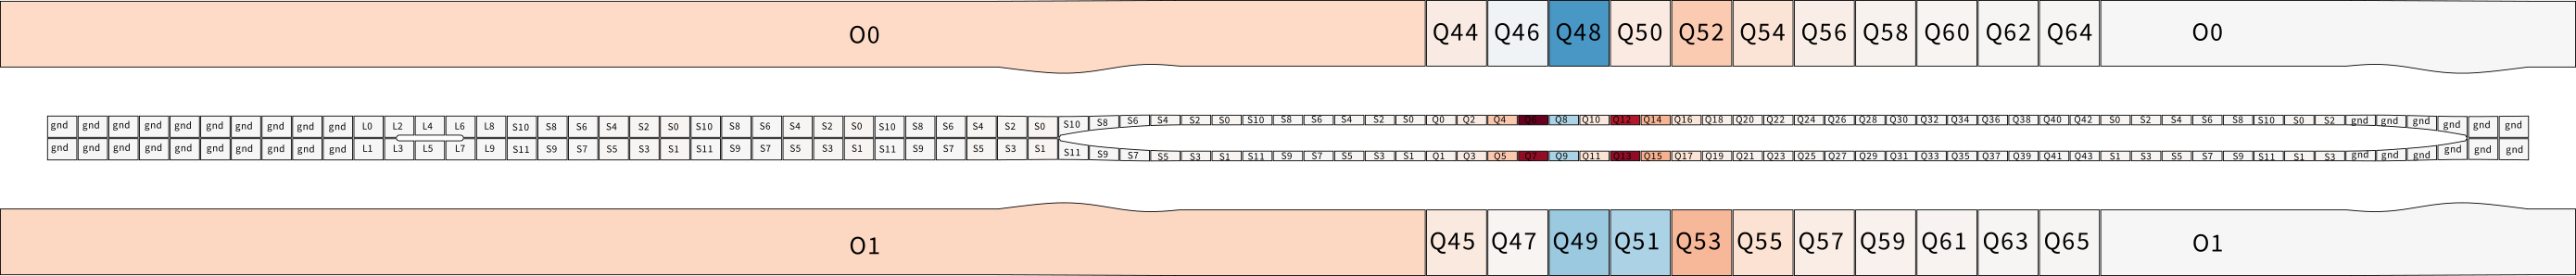 O0 Q44 Q46 Q48 Q50 Q52 Q54 Q56 Q58 Q60 Q62 Q64 O0
gnd gnd gnd gnd gnd gnd gnd gnd gnd gnd L0 L2 L4 L6 L8 S10 S8 S6 S4 S2 S0 S10 S8 S6 S4 S2 S0 S10 S8 S6 S4 S2 S0 S10 S8 S6 S4 S2 S0 S10 S8 S6 S4 S2 S0 Q0 Q2 Q4 Q6 Q8 Q10 Q12 Q14 Q16 Q18 Q20 Q22 Q24 Q26 Q28 Q30 Q32 Q34 Q36 Q38 Q40 Q42 S0 S2 S4 S6 S8 S10 S0 S2 gnd gnd gnd gnd gnd gnd
gnd gnd gnd gnd gnd gnd gnd gnd gnd gnd L1 L3 L5 L7 L9 S11 S9 S7 S5 S3 S1 S11 S9 S7 S5 S3 S1 S11 S9 S7 S5 S3 S1 S11 S9 S7 S5 S3 S1 S11 S9 S7 S5 S3 S1 Q1 Q3 Q5 Q7 Q9 Q11 Q13 Q15 Q17 Q19 Q21 Q23 Q25 Q27 Q29 Q31 Q33 Q35 Q37 Q39 Q41 Q43 S1 S3 S5 S7 S9 S11 S1 S3 gnd gnd gnd gnd gnd gnd
O1 Q45 Q47 Q49 Q51 Q53 Q55 Q57 Q59 Q61 Q63 Q65 O1